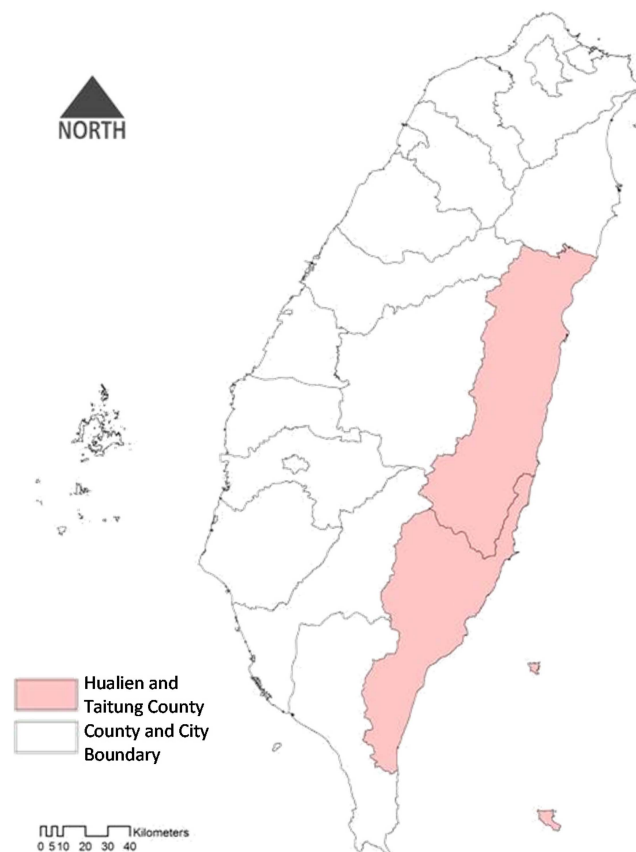 NORTH
Hualien and
Taitung County
County and City
Boundary
Kilometers
0 5 10 20 30 40